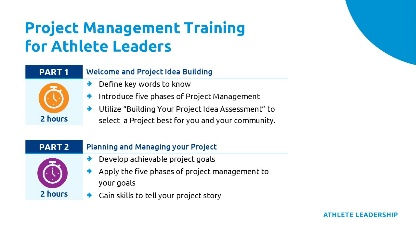 Project Management Training
for Athlete Leaders
PART 1
Welcome and Project Idea Building
Define key words to know
Introduce five phases of Project Management
Utilize "Building Your Project Idea Assessment" to
select a Project best for you and your community.
2 hours
PART 2
Planning and Managing your Project
Develop achievable project goals
Apply the five phases of project management to
your goals
Gain skills to tell your project story
2 hours
ATHLETE LEADERSHIP